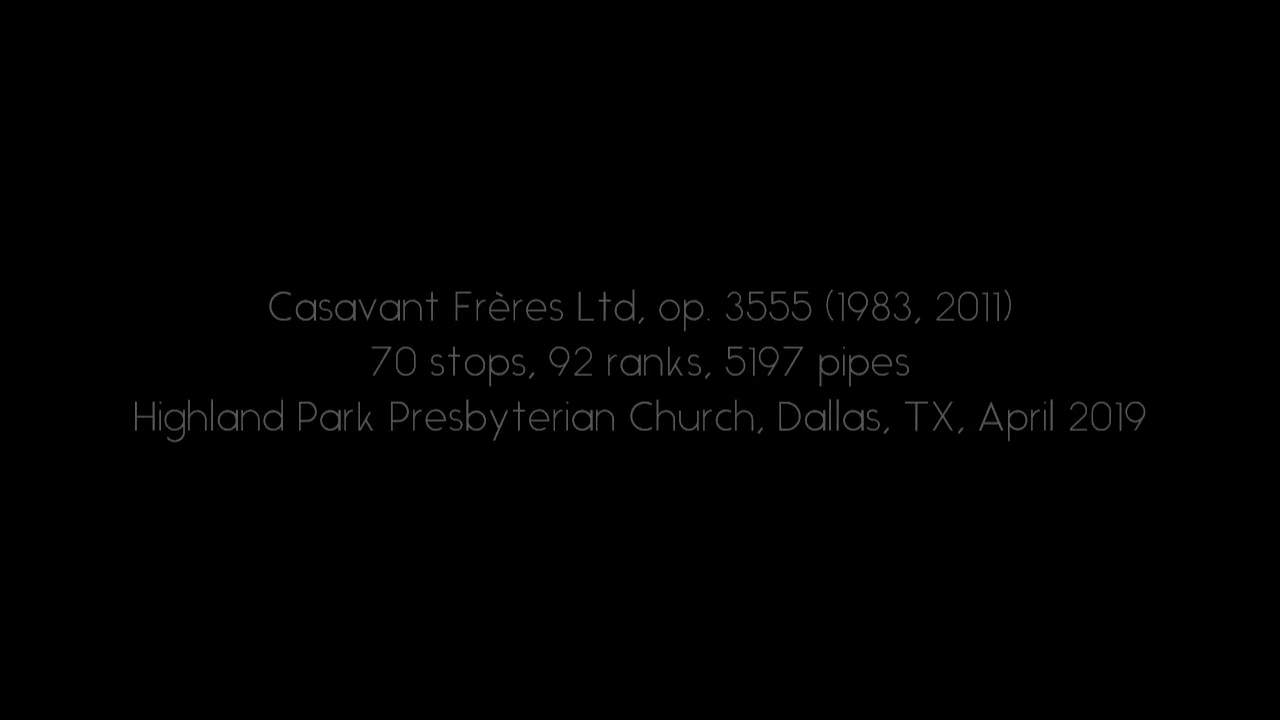 Casavant Frères Ltd, op. 3555 (1983, 2011)
70 stops, 92 ranks, 5197 pipes
Highland Park Presbyterian Church, Dallas, TX, April 2019